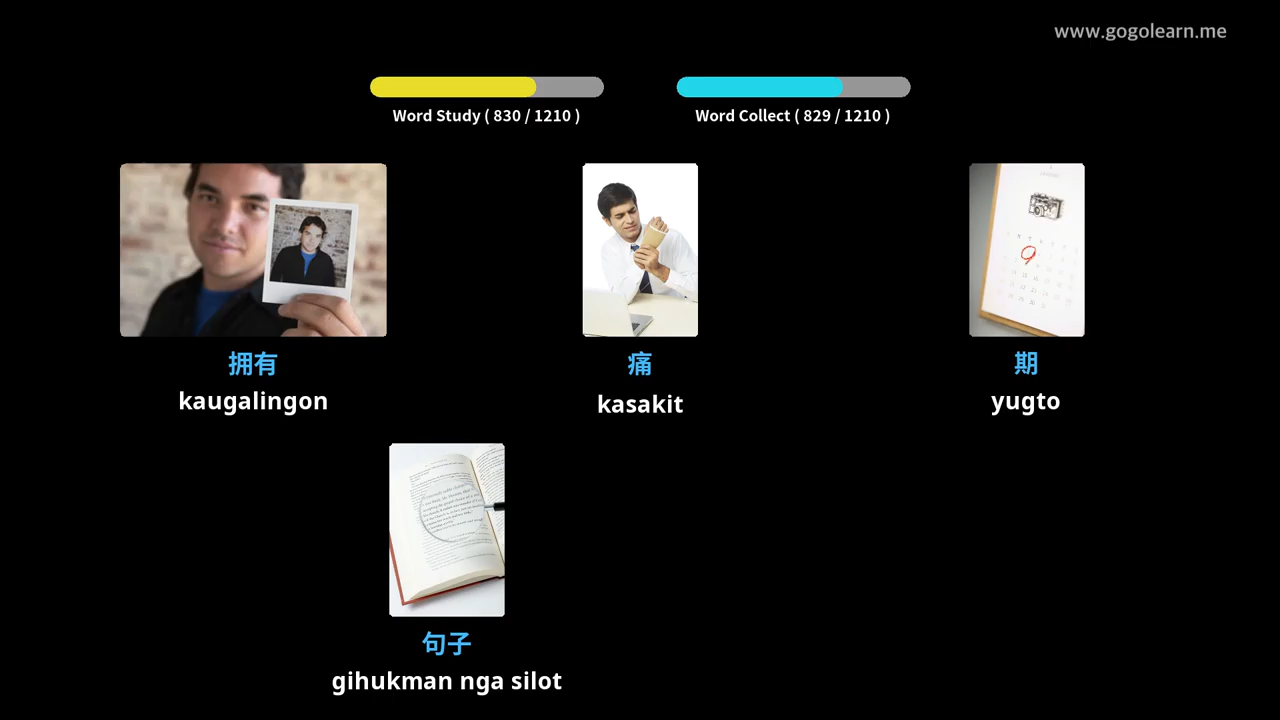 www.gogolearn.me
Word Study ( 830 / 1210 )
Word Collect ( 829 / 1210 )
拥有
kaugalingon
痛
kasakit
期
yugto
句子
gihukman nga silot